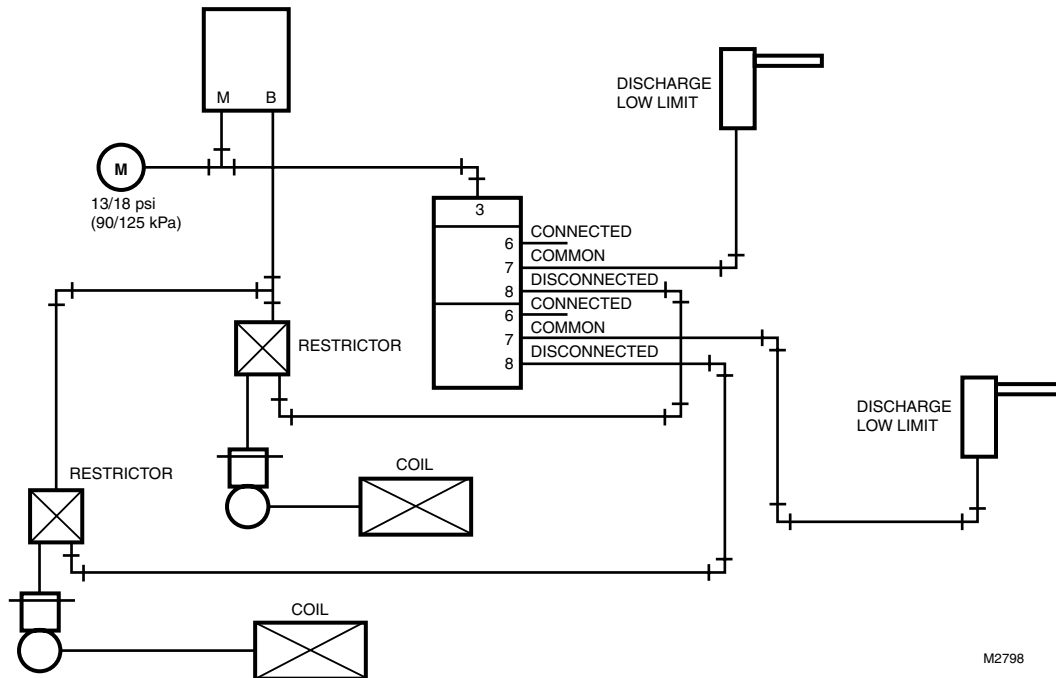 M B
DISCHARGE
LOW LIMIT
M
13/18 psi
(90/125 kPa)
3
6 CONNECTED
7 COMMON
8 DISCONNECTED
6 CONNECTED
7 COMMON
8 DISCONNECTED
RESTRICTOR
DISCHARGE
LOW LIMIT
RESTRICTOR
COIL
COIL
M2798